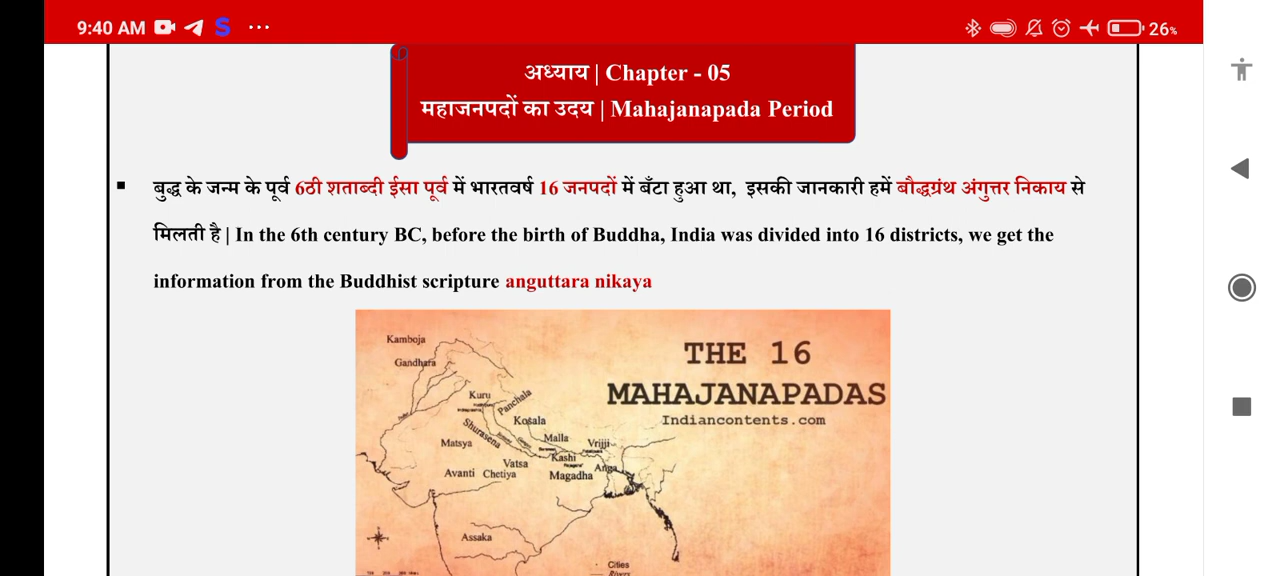 9:40 AM S ... 26%
अध्याय | Chapter - 05
महाजनपदों का उदय | Mahajanapada Period
▪ बुद्ध के जन्म के पूर्व 6ठी शताब्दी ईसा पूर्व में भारतवर्ष 16 जनपदों में बँटा हुआ था, इसकी जानकारी हमें बौद्धग्रंथ अंगुत्तर निकाय से
मिलती है | In the 6th century BC, before the birth of Buddha, India was divided into 16 districts, we get the
information from the Buddhist scripture anguttara nikaya
THE 16
MAHAJANAPADAS
Indiancontents.com
Kamboja
Gandhara
Kuru
Panchala
Kosala
Shurasena
Malla
Vrijji
Matsya
Kashi
Vatsa
Anga
Avanti Chetiya
Magadha
Assaka
Cities
Rivers